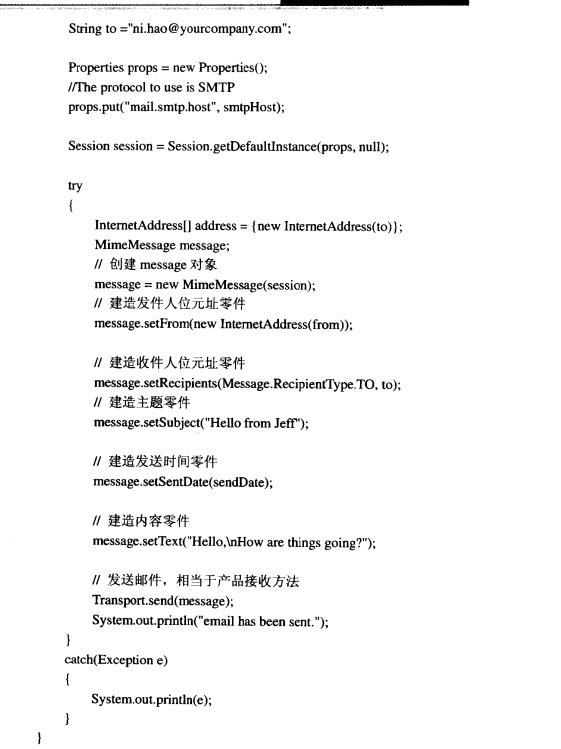 String to ="ni.hao@yourcompany.com";
Properties props = new Properties();
//The protocol to use is SMTP
props.put("mail.smtp.host", smtpHost);
Session session = Session.getDefaultInstance(props, null);
try
{
InternetAddress[] address = {new InternetAddress(to)};
MimeMessage message;
// 创建 message 对象
message = new MimeMessage(session);
// 建造发件人位元址零件
message.setFrom(new InternetAddress(from));
// 建造收件人位元址零件
message.setRecipients(Message.RecipientType.TO, to);
// 建造主题零件
message.setSubject("Hello from Jeff");
// 建造发送时间零件
message.setSentDate(sendDate);
// 建造内容零件
message.setText("Hello,\nHow are things going?");
// 发送邮件，相当于产品接收方法
Transport.send(message);
System.out.println("email has been sent.");
}
catch(Exception e)
{
System.out.println(e);
}
}